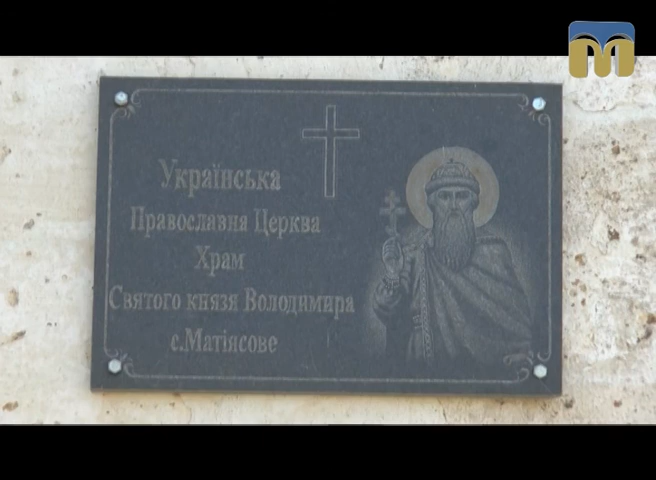 Українська
Православна Церква
Храм
Святого князя Володимира
с.Матіясове